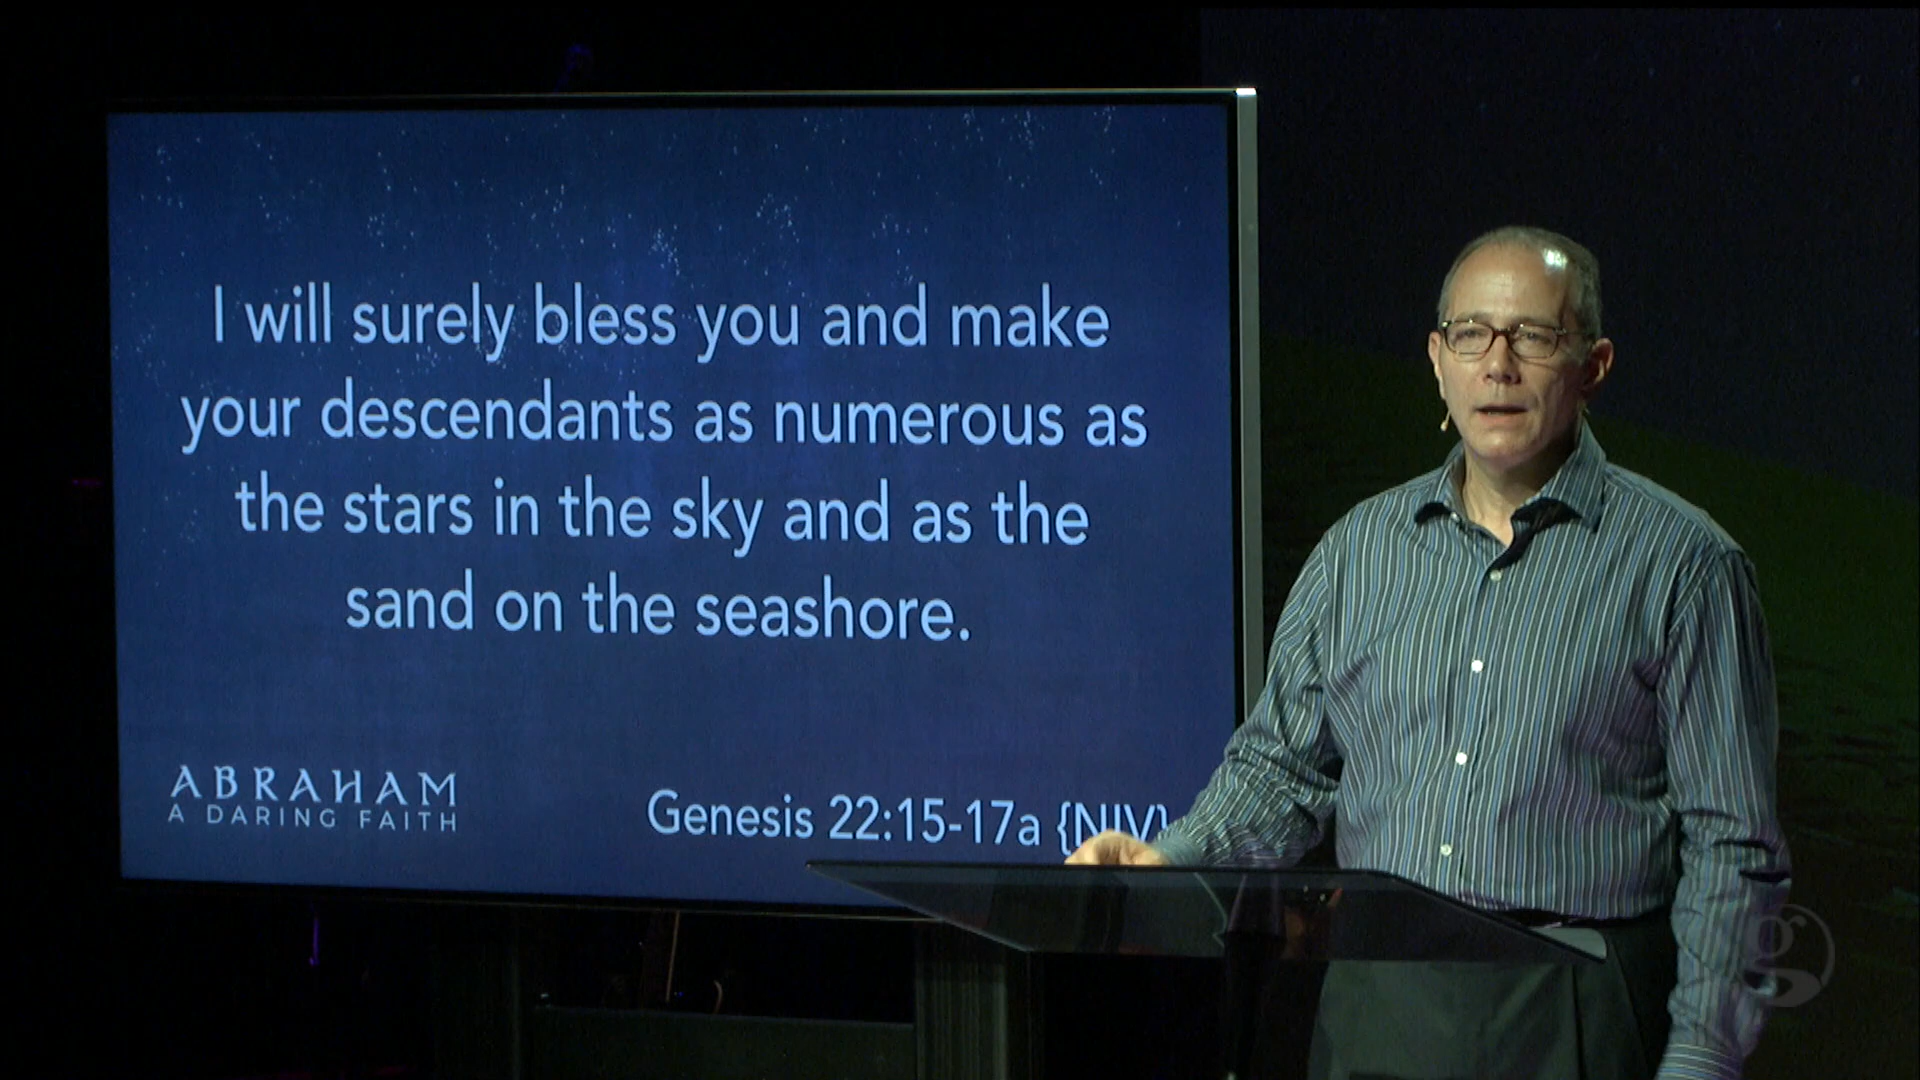 I will surely bless you and make
your descendants as numerous as
the stars in the sky and as the
sand on the seashore.
ABRAHAM
A DARING FAITH
Genesis 22:15-17a {NIV}
g